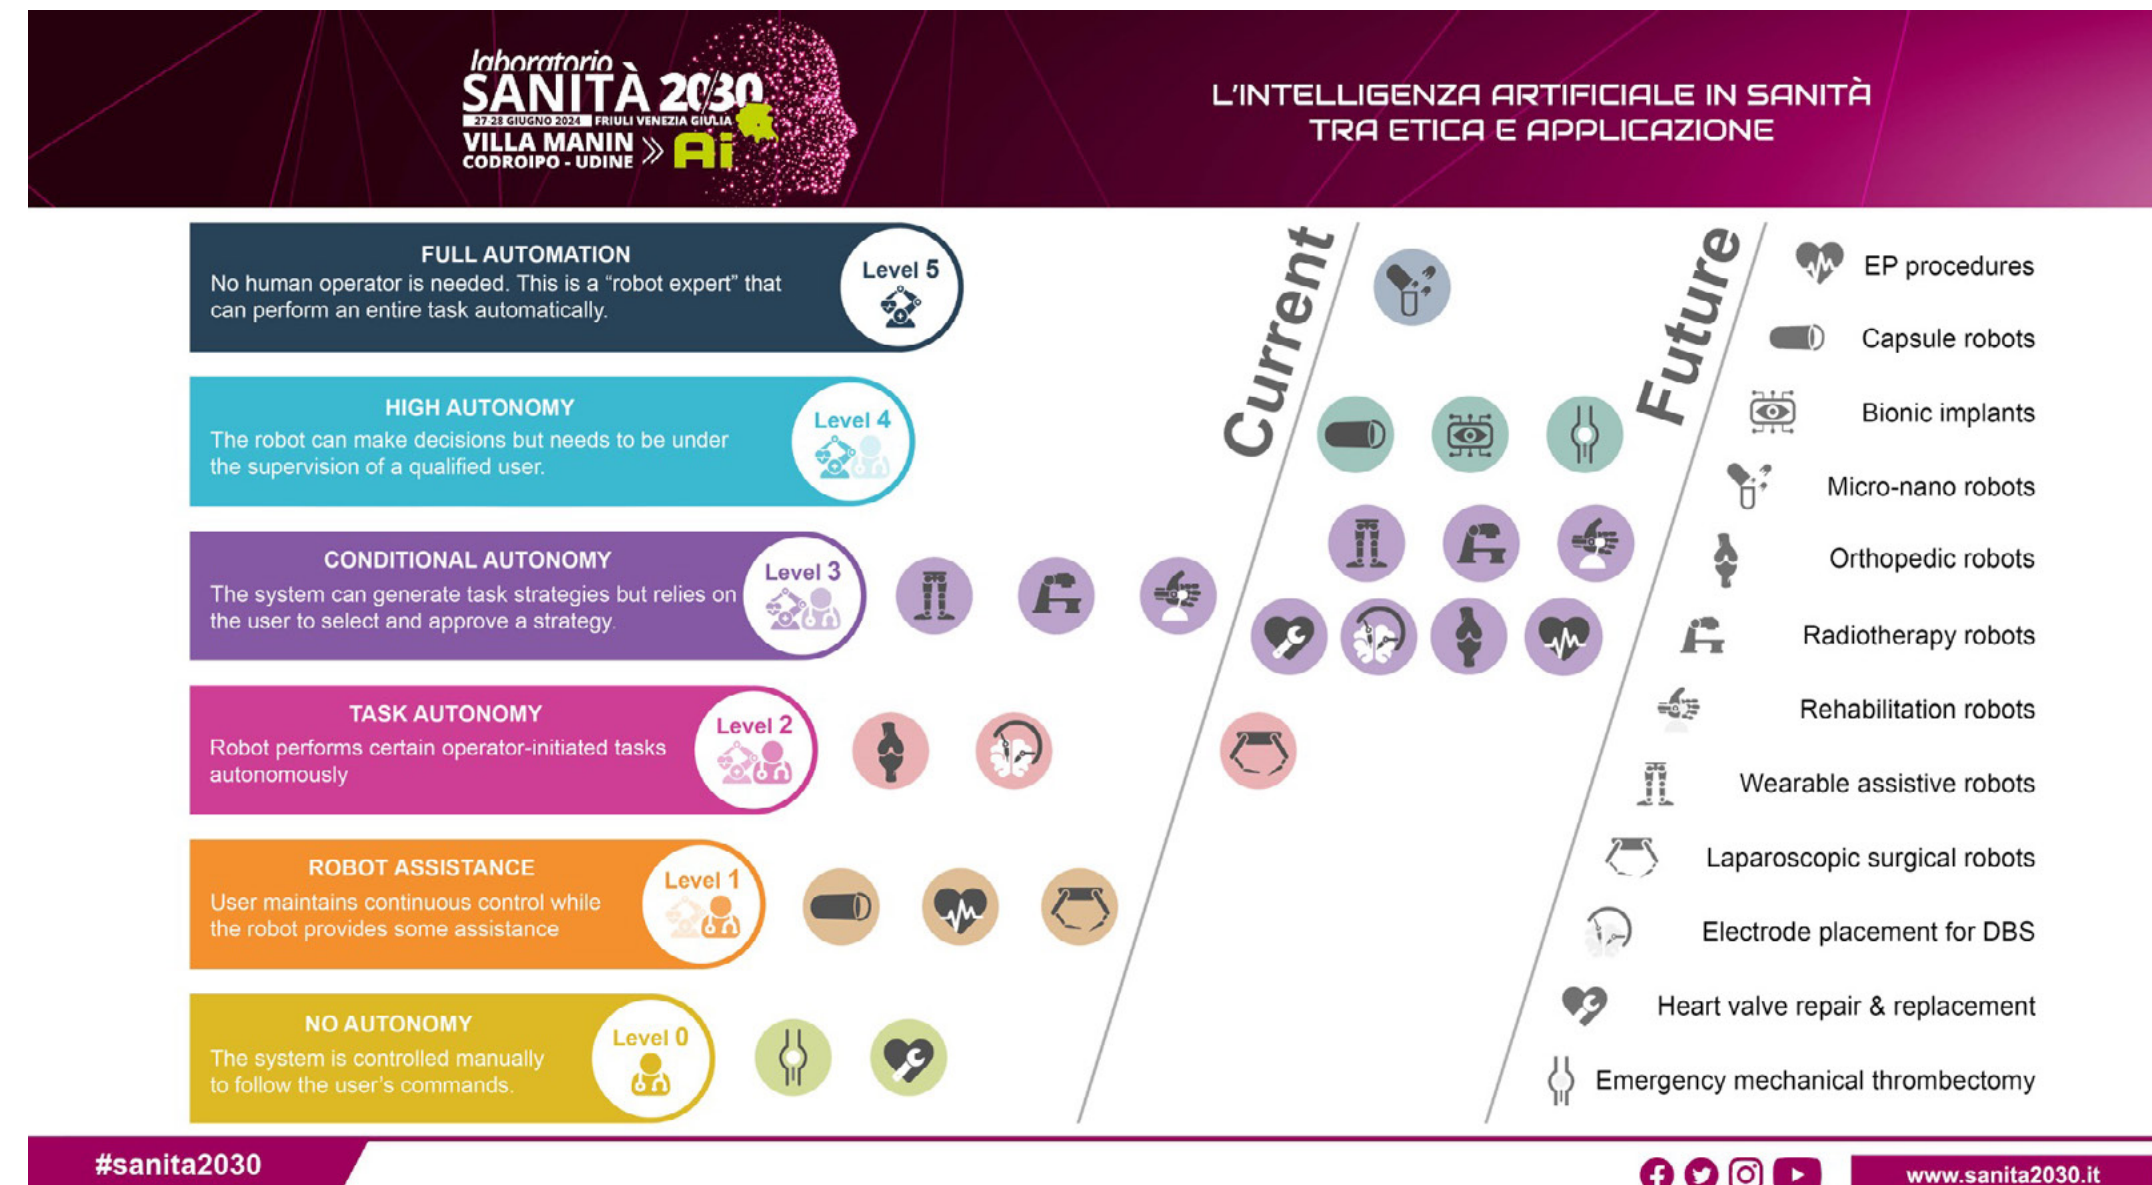 laboratorio
SANITÀ 20/30
27-28 GIUGNO 2024 FRIULI VENEZIA GIULIA
VILLA MANIN
CODROIPO - UDINE
Ai
L'INTELLIGENZA ARTIFICIALE IN SANITÀ
TRA ETICA E APPLICAZIONE
FULL AUTOMATION
No human operator is needed. This is a “robot expert” that
can perform an entire task automatically.
Level 5
HIGH AUTONOMY
The robot can make decisions but needs to be under
the supervision of a qualified user.
Level 4
CONDITIONAL AUTONOMY
The system can generate task strategies but relies on
the user to select and approve a strategy.
Level 3
TASK AUTONOMY
Robot performs certain operator-initiated tasks
autonomously
Level 2
ROBOT ASSISTANCE
User maintains continuous control while
the robot provides some assistance
Level 1
NO AUTONOMY
The system is controlled manually
to follow the user's commands.
Level 0
Current
Future
EP procedures
Capsule robots
Bionic implants
Micro-nano robots
Orthopedic robots
Radiotherapy robots
Rehabilitation robots
Wearable assistive robots
Laparoscopic surgical robots
Electrode placement for DBS
Heart valve repair & replacement
Emergency mechanical thrombectomy
#sanita2030
www.sanita2030.it